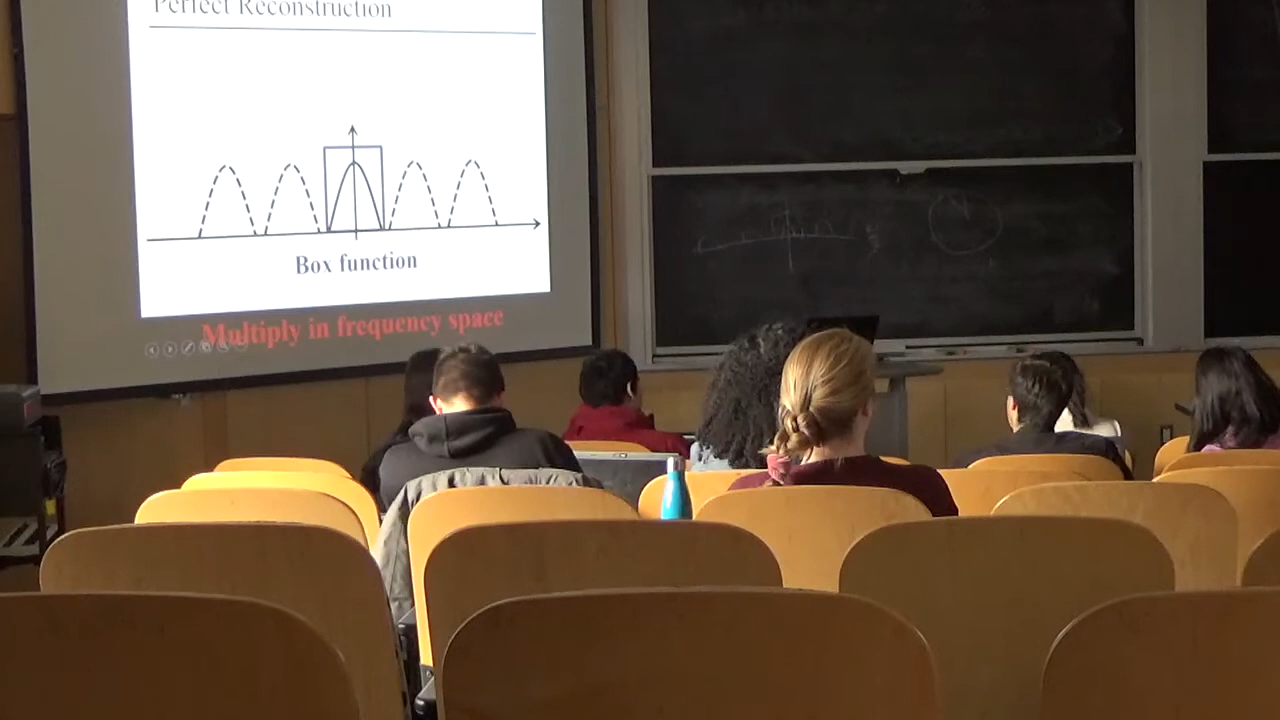 Perfect Reconstruction
Box function
Multiply in frequency space